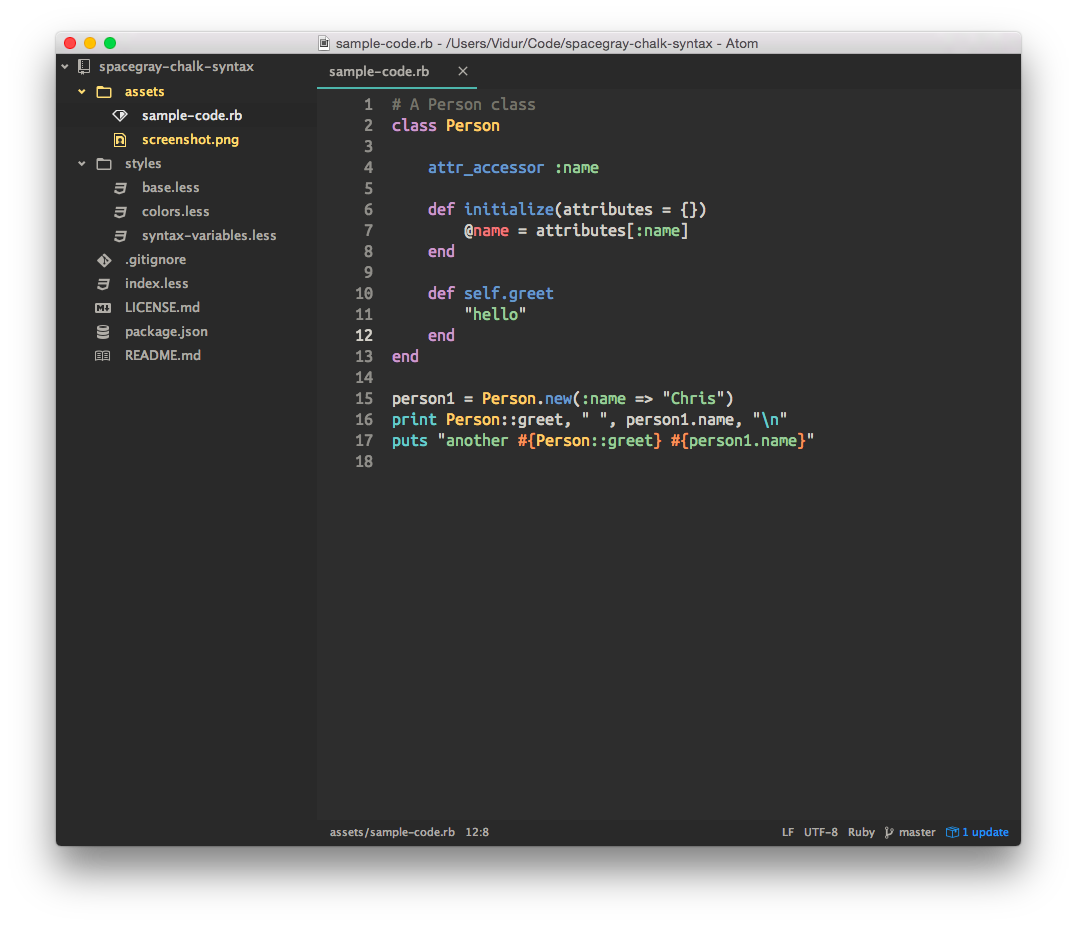 sample-code.rb - /Users/Vidur/Code/spacegray-chalk-syntax - Atom
spacegray-chalk-syntax
assets
sample-code.rb
screenshot.png
styles
base.less
colors.less
syntax-variables.less
.gitignore
index.less
LICENSE.md
package.json
README.md
sample-code.rb
1 # A Person class
2 class Person
3
4     attr_accessor :name
5
6     def initialize(attributes = {})
7         @name = attributes[:name]
8     end
9
10     def self.greet
11         "hello"
12     end
13 end
14
15 person1 = Person.new(:name => "Chris")
16 print Person::greet, " ", person1.name, "\n"
17 puts "another #{Person::greet} #{person1.name}"
18
assets/sample-code.rb 12:8 LF UTF-8 Ruby master 1 update